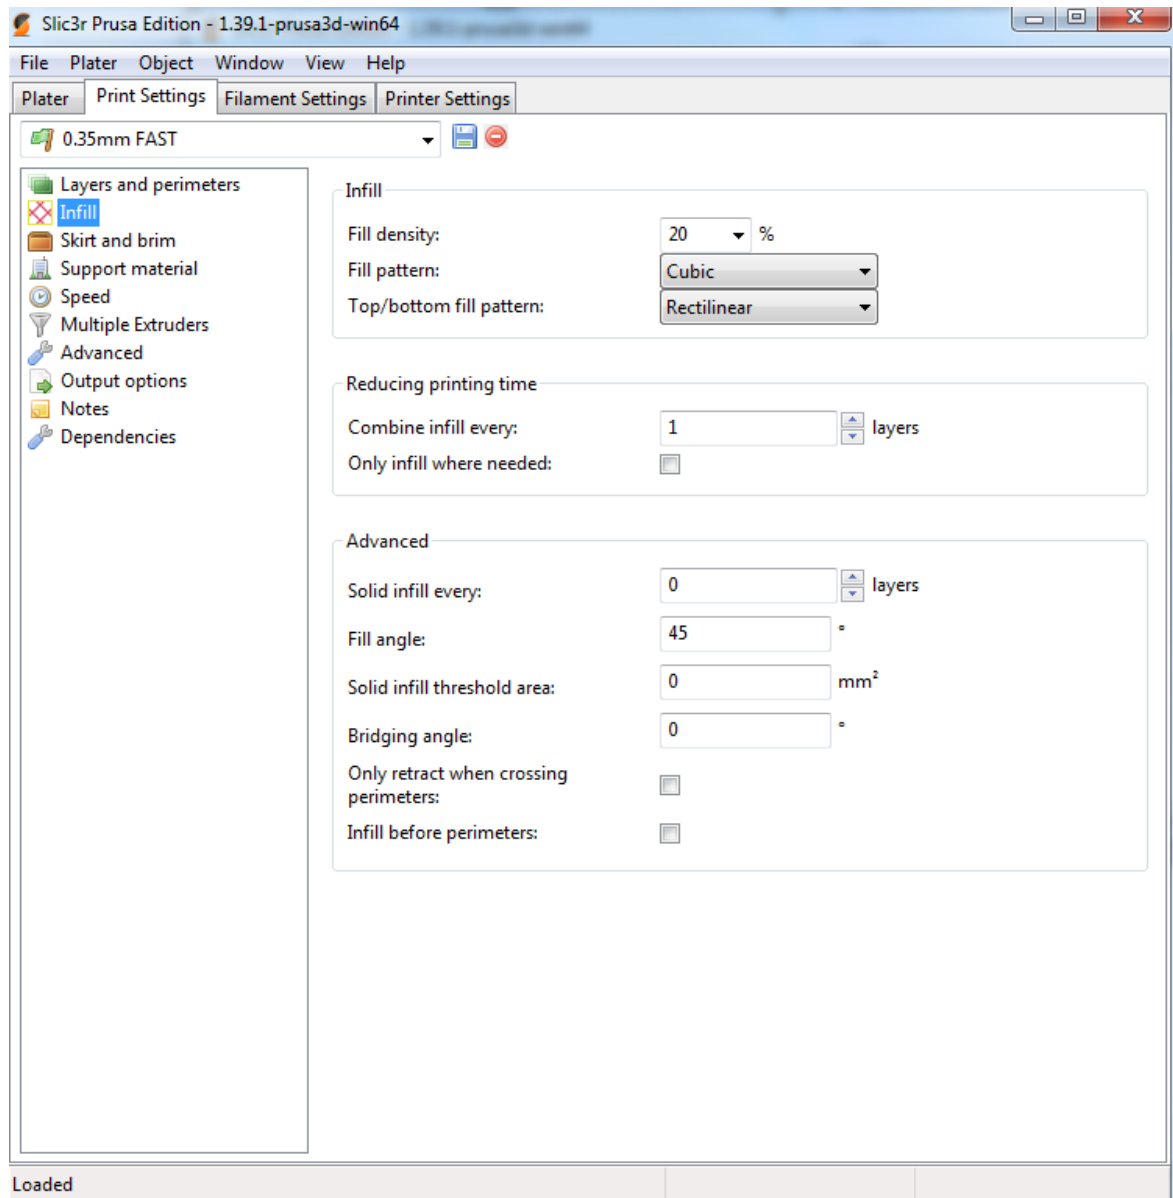 Slic3r Prusa Edition - 1.39.1-prusa3d-win64
File Plater Object Window View Help
Plater Print Settings Filament Settings Printer Settings
0.35mm FAST
Layers and perimeters
Infill
Skirt and brim
Support material
Speed
Multiple Extruders
Advanced
Output options
Notes
Dependencies
Infill
Fill density: 20 %
Fill pattern: Cubic
Top/bottom fill pattern: Rectilinear
Reducing printing time
Combine infill every: 1 layers
Only infill where needed:
Advanced
Solid infill every: 0 layers
Fill angle: 45 °
Solid infill threshold area: 0 mm²
Bridging angle: 0 °
Only retract when crossing
perimeters:
Infill before perimeters:
Loaded